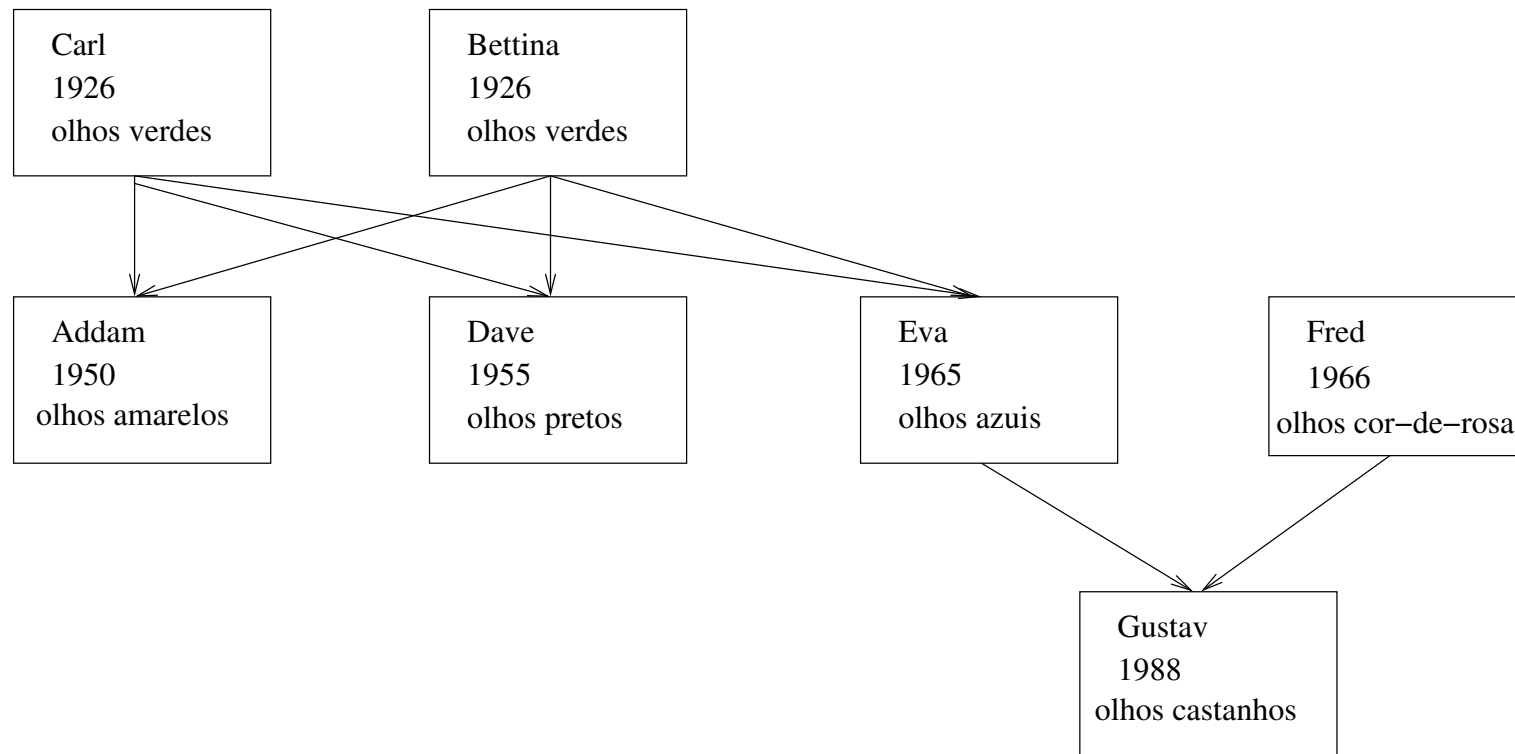 Carl
1926
olhos verdes
Bettina
1926
olhos verdes
Addam
1950
olhos amarelos
Dave
1955
olhos pretos
Eva
1965
olhos azuis
Fred
1966
olhos cor−de−rosa
Gustav
1988
olhos castanhos